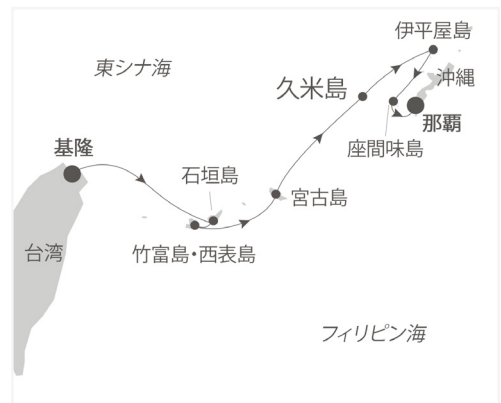 伊平屋島
東シナ海
沖縄
久米島
那覇
基隆
座間味島
石垣島
宮古島
台湾
竹富島・西表島
フィリピン海